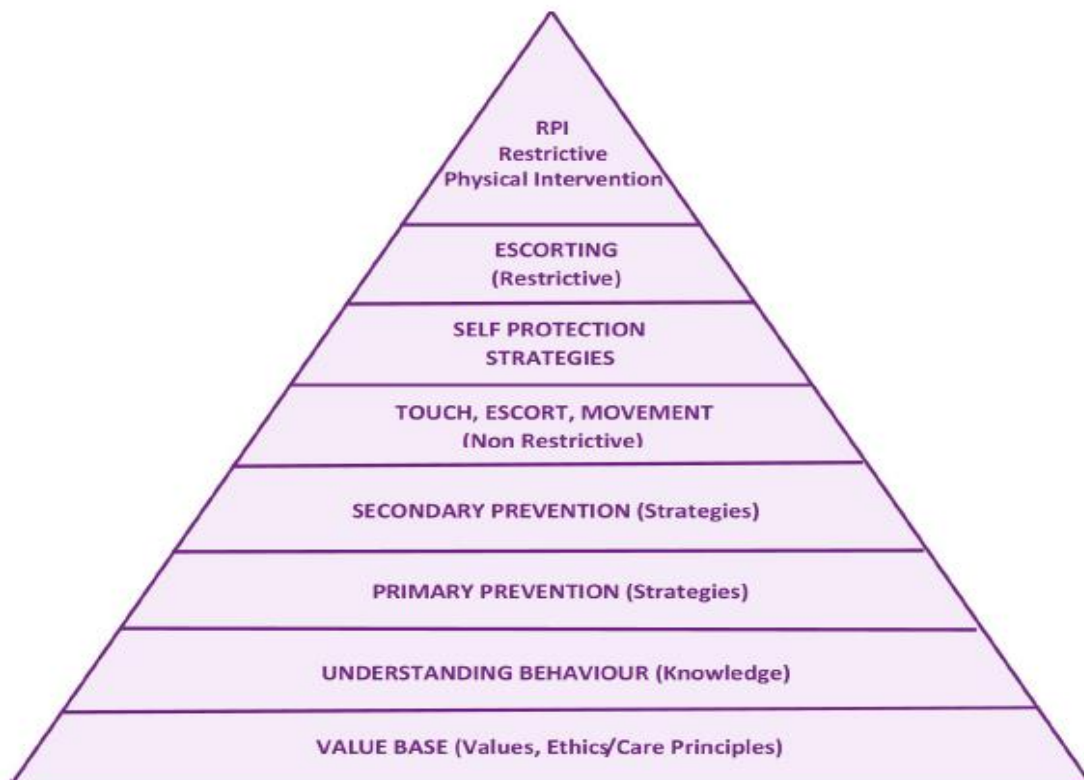 RPI
Restrictive
Physical Intervention
ESCORTING
(Restrictive)
SELF PROTECTION
STRATEGIES
TOUCH, ESCORT, MOVEMENT
(Non Restrictive)
SECONDARY PREVENTION (Strategies)
PRIMARY PREVENTION (Strategies)
UNDERSTANDING BEHAVIOUR (Knowledge)
VALUE BASE (Values, Ethics/Care Principles)